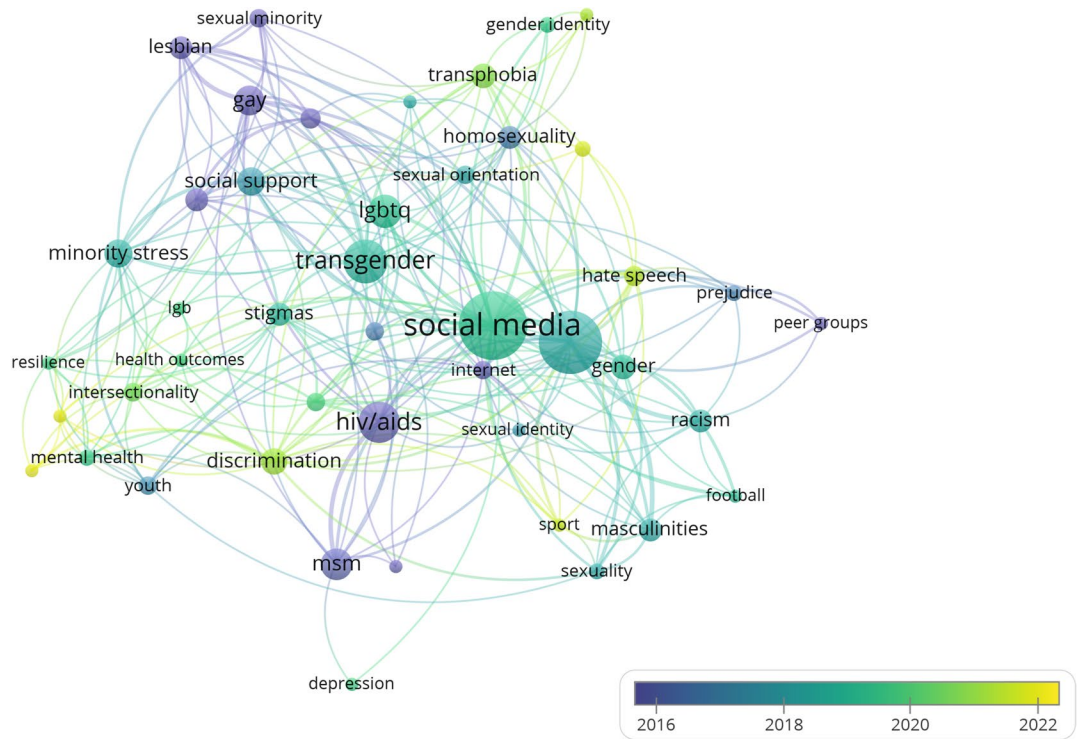 sexual minority
gender identity
lesbian
transphobia
gay
homosexuality
sexual orientation
social support
lgbtq
minority stress
transgender
hate speech
prejudice
lgb
stigmas
social media
peer groups
resilience
health outcomes
internet
gender
intersectionality
hiv/aids
racism
sexual identity
mental health
discrimination
youth
football
sport
masculinities
msm
sexuality
depression
2016
2018
2020
2022